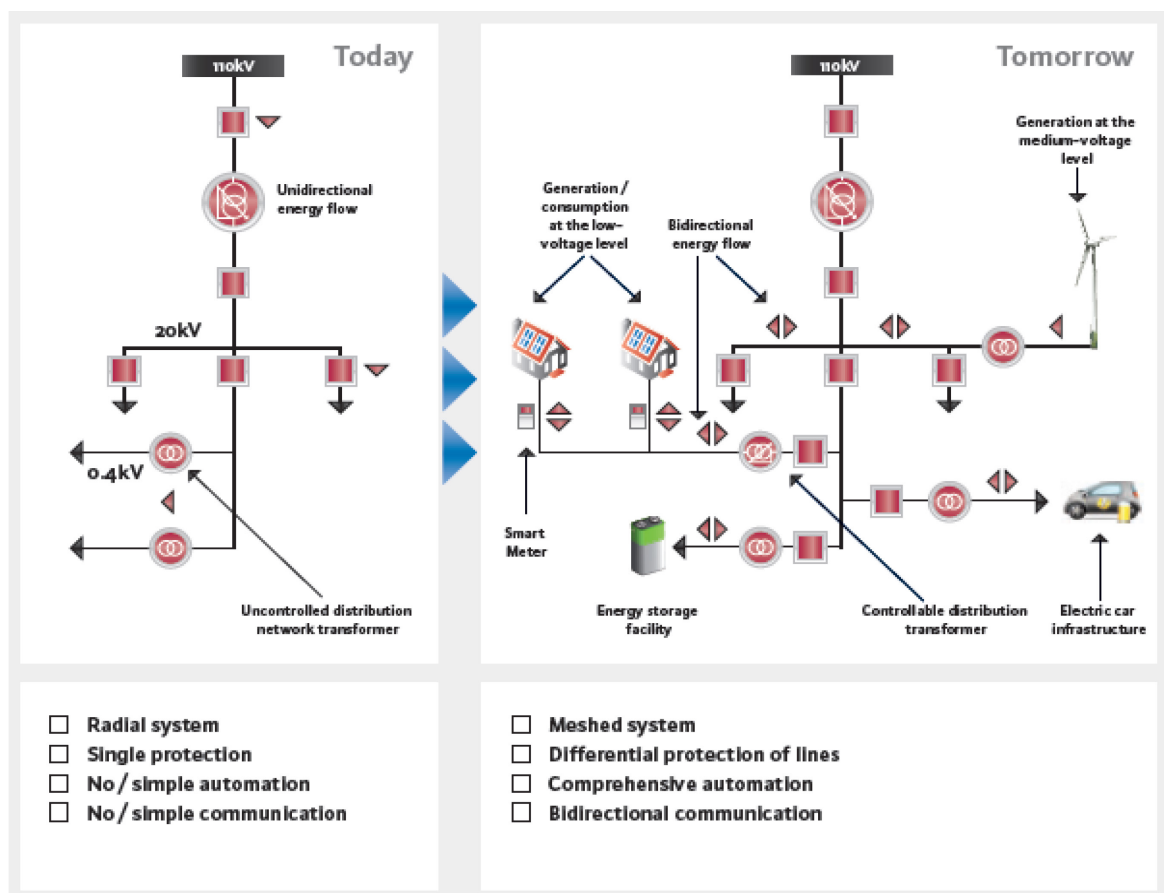 Today
110kV
Unidirectional
energy flow
20kV
0.4kV
Uncontrolled distribution
network transformer
Tomorrow
110kV
Generation at the
medium-voltage
level
Generation /
consumption
at the low-
voltage level
Bidirectional
energy flow
Smart
Meter
Energy storage
facility
Controllable distribution
transformer
Electric car
infrastructure
Radial system
Single protection
No / simple automation
No / simple communication
Meshed system
Differential protection of lines
Comprehensive automation
Bidirectional communication